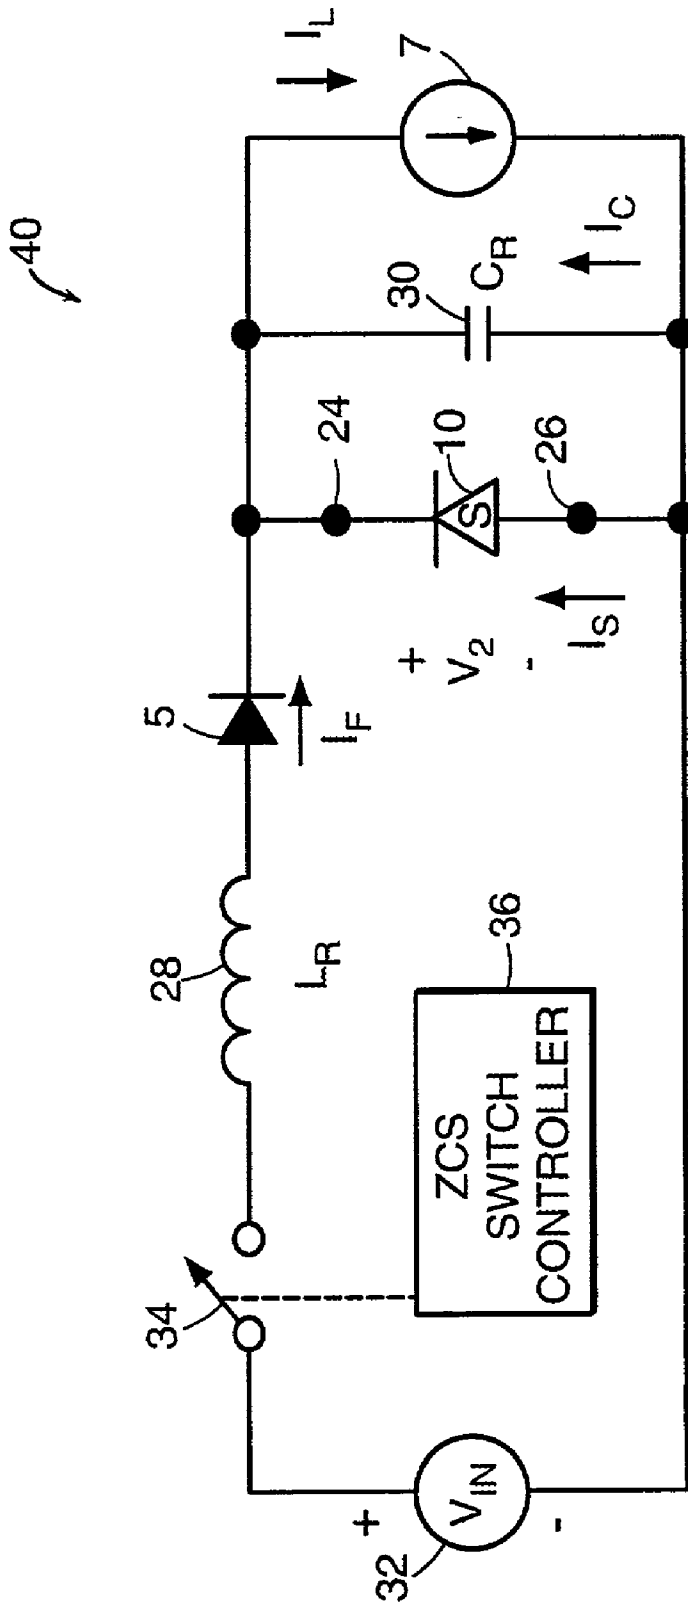 40
I_L
7
5
24
30
C_R
I_C
10
S
26
I_F
+
V_2
-
I_S
28
L_R
34
36
ZCS
SWITCH
CONTROLLER
+
V_IN
-
32